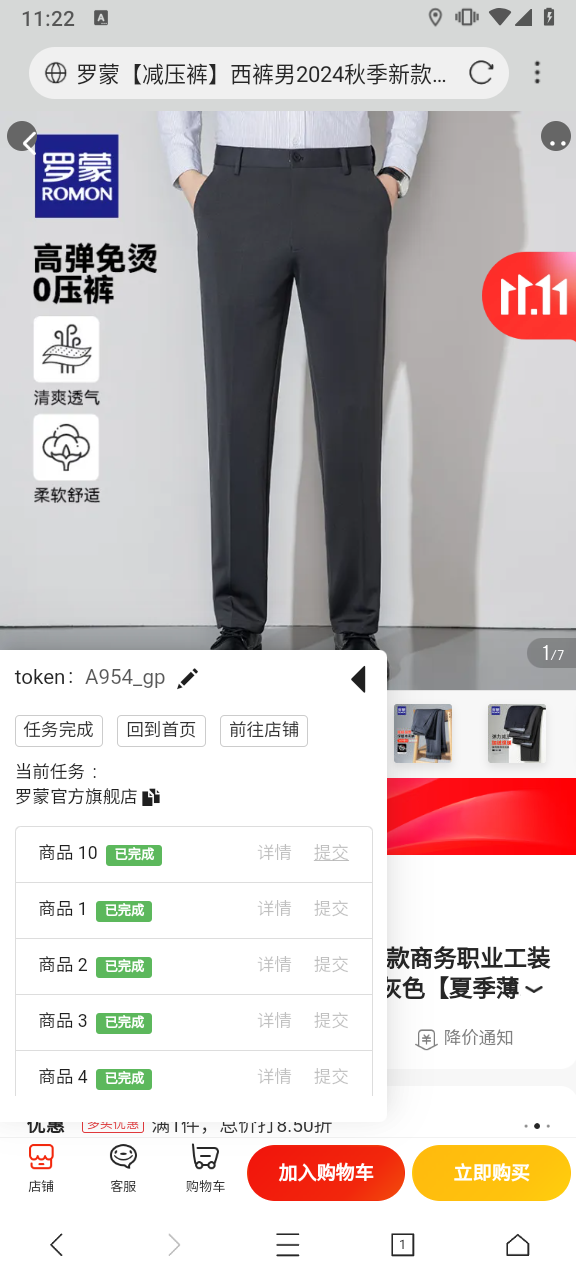 11:22
A
罗蒙【减压裤】西裤男2024秋季新款...
罗蒙
ROMON
高弹免烫
0压裤
11.11
清爽透气
柔软舒适
1/7
token： A954_gp
任务完成
回到首页
前往店铺
当前任务 ：
罗蒙官方旗舰店
商品 10 已完成 详情 提交
商品 1 已完成 详情 提交
商品 2 已完成 详情 提交
商品 3 已完成 详情 提交
商品 4 已完成 详情 提交
款商务职业工装
灰色【夏季薄
降价通知
优惠 多买优惠 满1件，总价打8.50折
店铺
客服
购物车
加入购物车
立即购买
1